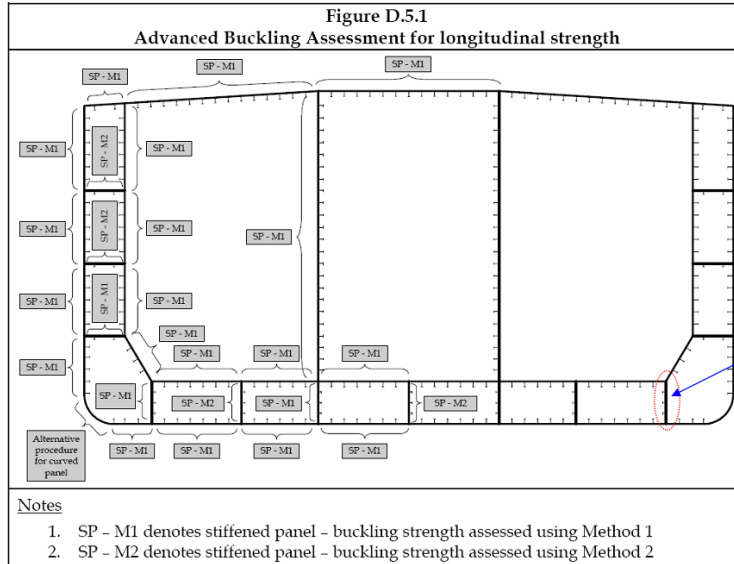 Figure D.5.1
Advanced Buckling Assessment for longitudinal strength
SP - M1
SP - M1
SP - M1
SP - M1
SP - M2
SP - M1
SP - M1
SP - M2
SP - M1
SP - M1
SP - M1
SP - M1
SP - M1
SP - M1
SP - M1
SP - M1
SP - M1
SP - M1
SP - M1
SP - M1
SP - M2
SP - M1
SP - M2
Alternative
procedure
for curved
panel
SP - M1
SP - M1
SP - M1
SP - M1
Notes
1. SP – M1 denotes stiffened panel – buckling strength assessed using Method 1
2. SP – M2 denotes stiffened panel – buckling strength assessed using Method 2